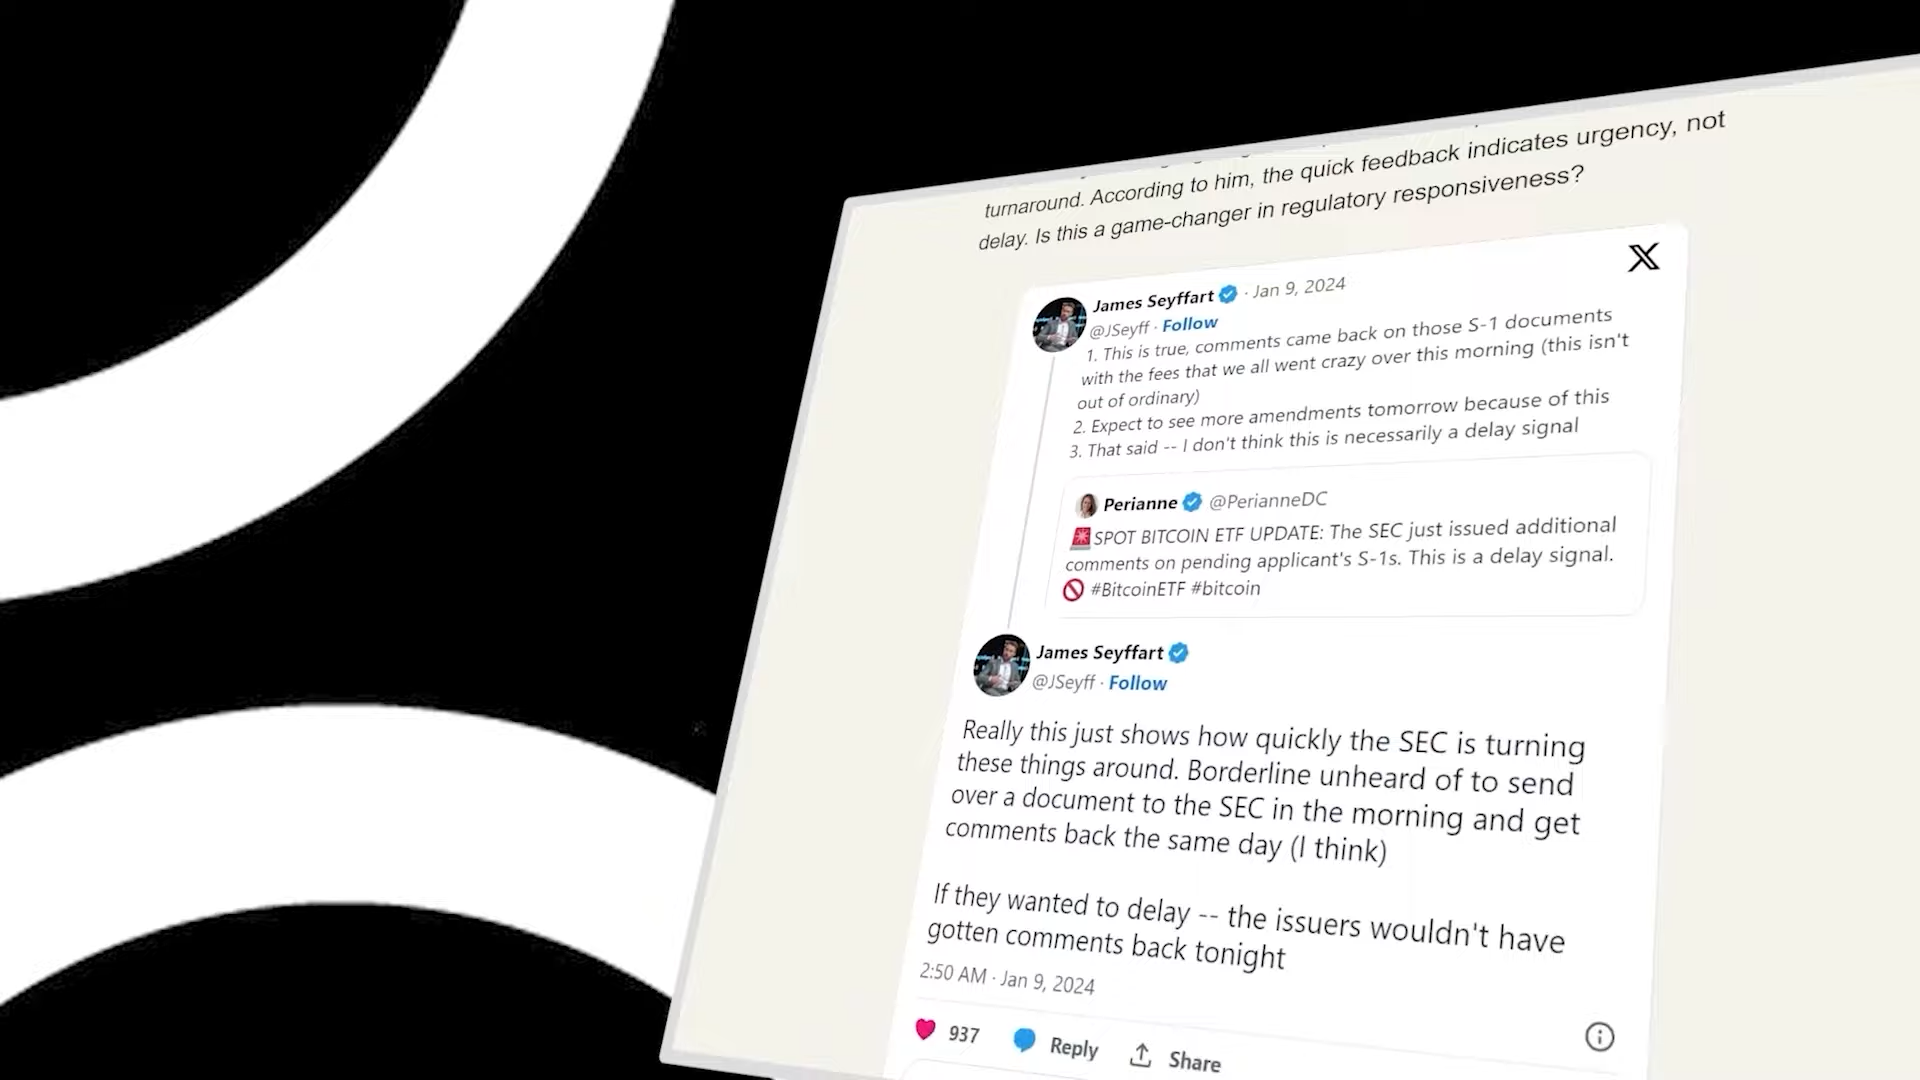 turnaround. According to him, the quick feedback indicates urgency, not
delay. Is this a game-changer in regulatory responsiveness?
James Seyffart · Jan 9, 2024
@JSeyff · Follow
1. This is true, comments came back on those S-1 documents
with the fees that we all went crazy over this morning (this isn't
out of ordinary)
2. Expect to see more amendments tomorrow because of this
3. That said -- I don't think this is necessarily a delay signal
Perianne @PerianneDC
🚨SPOT BITCOIN ETF UPDATE: The SEC just issued additional
comments on pending applicant's S-1s. This is a delay signal.
🚫 #BitcoinETF #bitcoin
James Seyffart
@JSeyff · Follow
Really this just shows how quickly the SEC is turning
these things around. Borderline unheard of to send
over a document to the SEC in the morning and get
comments back the same day (I think)
If they wanted to delay -- the issuers wouldn't have
gotten comments back tonight
2:50 AM · Jan 9, 2024
937 Reply Share